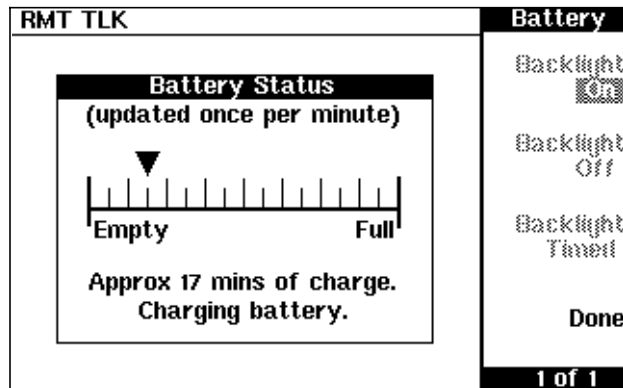 RMT TLK
Battery Status
(updated once per minute)
Empty
Full
Approx 17 mins of charge.
Charging battery.
Battery
Backlight
On
Backlight
Off
Backlight
Timed
Done
1 of 1